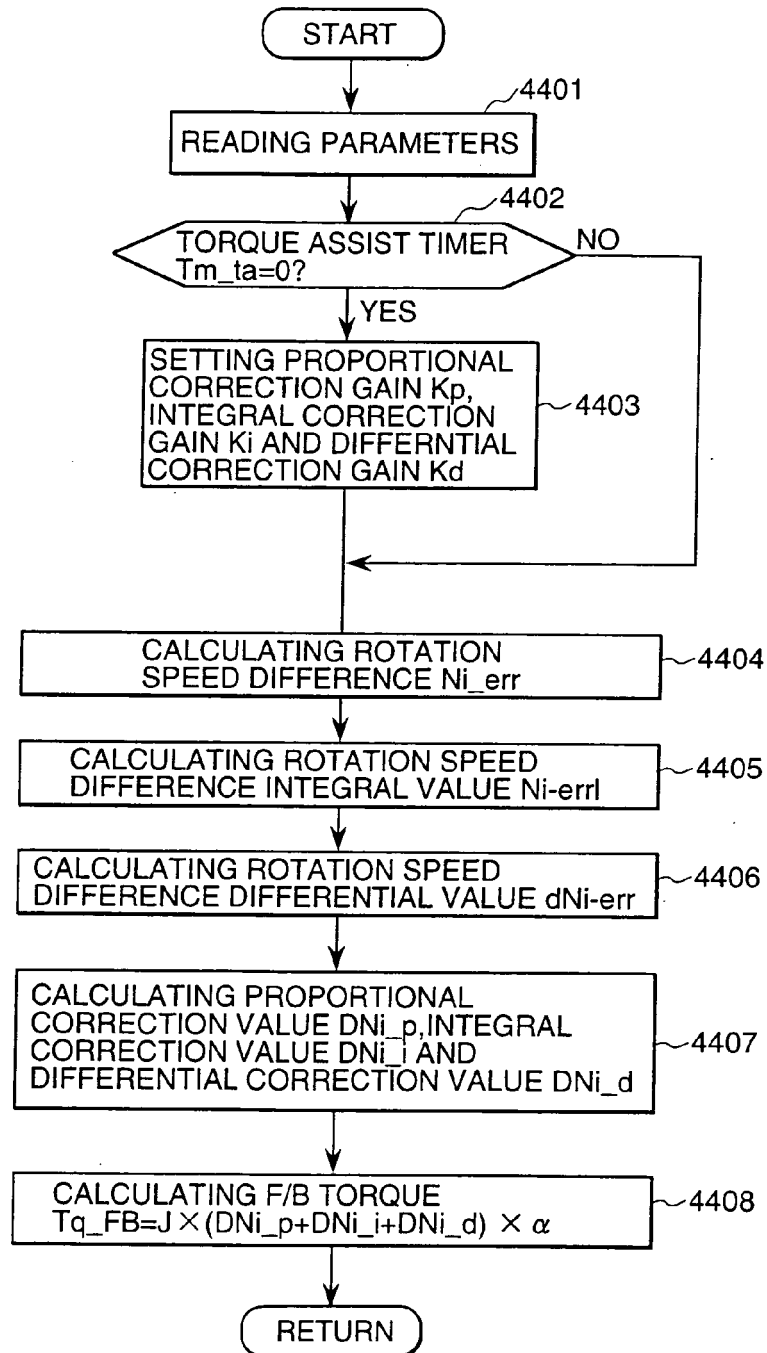 START
4401
READING PARAMETERS
4402
TORQUE ASSIST TIMER
Tm_ta=0?
NO
YES
SETTING PROPORTIONAL
CORRECTION GAIN Kp,
INTEGRAL CORRECTION
GAIN Ki AND DIFFERNTIAL
CORRECTION GAIN Kd
4403
CALCULATING ROTATION
SPEED DIFFERENCE Ni_err
4404
CALCULATING ROTATION SPEED
DIFFERENCE INTEGRAL VALUE Ni-errI
4405
CALCULATING ROTATION SPEED
DIFFERENCE DIFFERENTIAL VALUE dNi-err
4406
CALCULATING PROPORTIONAL
CORRECTION VALUE DNi_p,INTEGRAL
CORRECTION VALUE DNi_i AND
DIFFERENTIAL CORRECTION VALUE DNi_d
4407
CALCULATING F/B TORQUE
Tq_FB=J×(DNi_p+DNi_i+DNi_d) × α
4408
RETURN